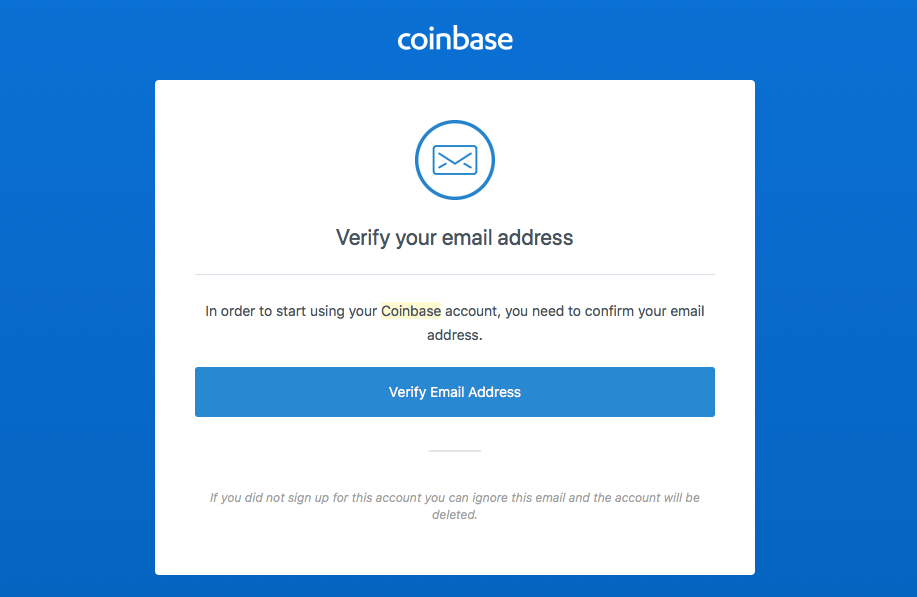 coinbase
Verify your email address
In order to start using your Coinbase account, you need to confirm your email
address.
Verify Email Address
If you did not sign up for this account you can ignore this email and the account will be
deleted.